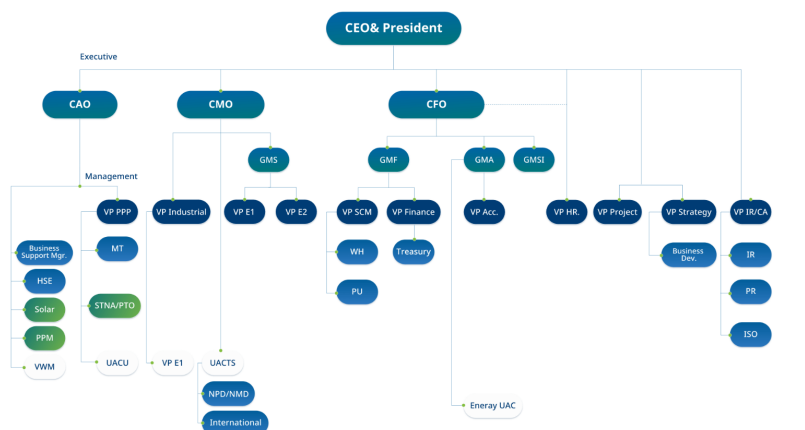 CEO& President
Executive
CAO
CMO
CFO
GMS
GMF
GMA
GMSI
Management
VP PPP
VP Industrial
VP E1
VP E2
VP SCM
VP Finance
VP Acc.
VP HR.
VP Project
VP Strategy
VP IR/CA
Business
Support Mgr.
MT
WH
Treasury
Business
Dev.
IR
HSE
PU
PR
Solar
STNA/PTO
PPM
ISO
VWM
UACU
VP E1
UACTS
NPD/NMD
Eneray UAC
International